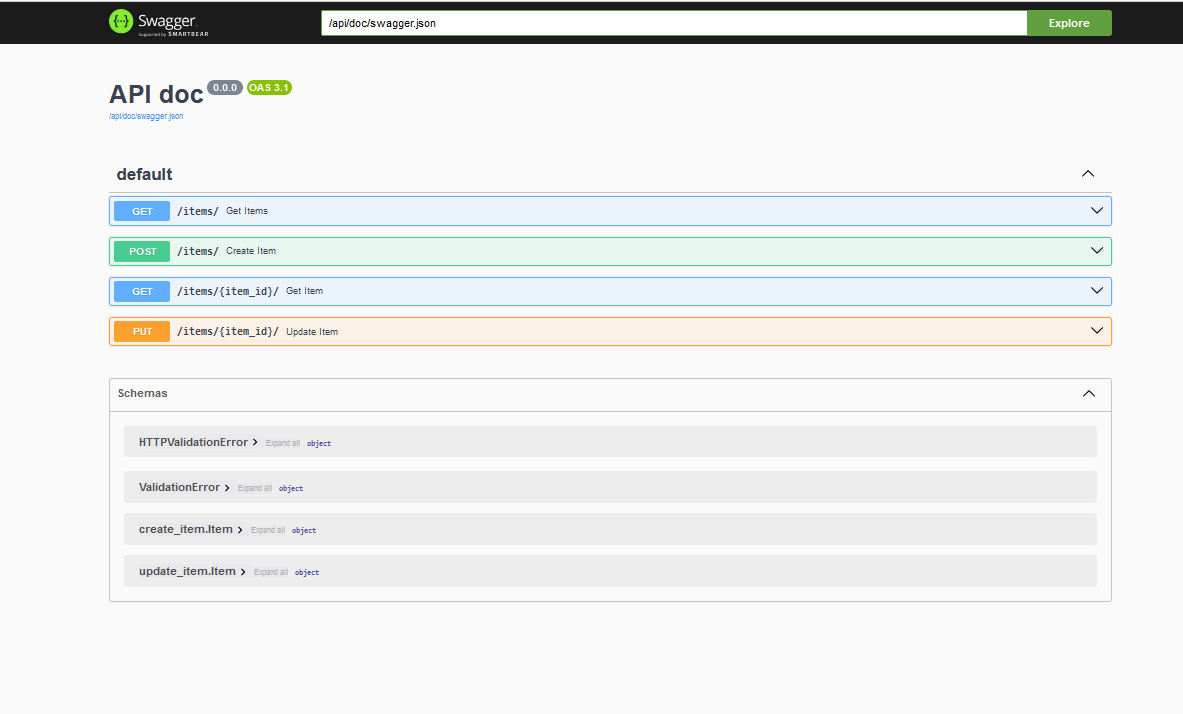 Swagger.
Supported by SMARTBEAR
/api/doc/swagger.json
Explore
API doc 0.0.0 OAS 3.1
/api/doc/swagger.json
default
GET /items/ Get Items
POST /items/ Create Item
GET /items/{item_id}/ Get Item
PUT /items/{item_id}/ Update Item
Schemas
HTTPValidationError Expand all object
ValidationError Expand all object
create_item.Item Expand all object
update_item.Item Expand all object